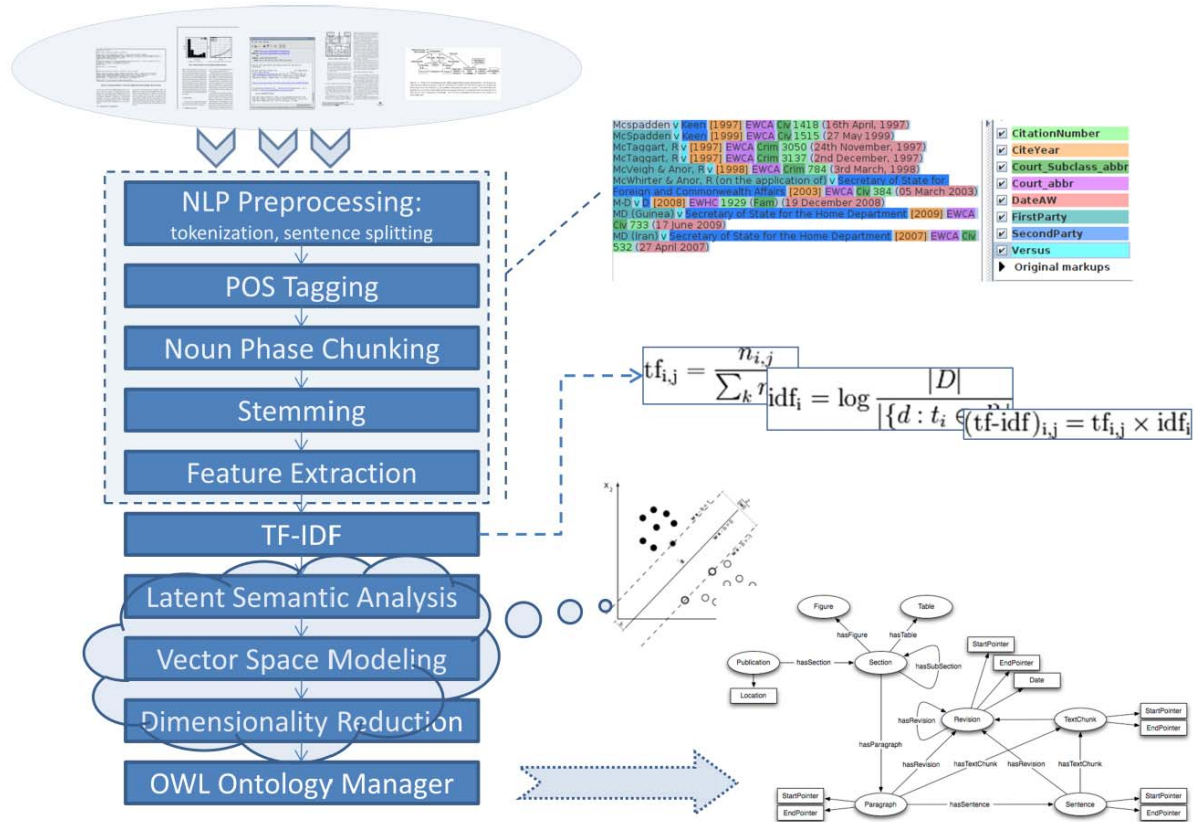 NLP Preprocessing:
tokenization, sentence splitting
POS Tagging
Noun Phase Chunking
Stemming
Feature Extraction
TF-IDF
Latent Semantic Analysis
Vector Space Modeling
Dimensionality Reduction
OWL Ontology Manager
Mcspadden v Keen [1997] EWCA Civ 1418 (16th April, 1997)
McSpadden v Keen [1999] EWCA Civ 1515 (27 May 1999)
McTaggart, R v [1997] EWCA Crim 3050 (24th November, 1997)
McTaggart, R v [1997] EWCA Crim 3137 (2nd December, 1997)
McVeigh & Anor, R v [1998] EWCA Crim 784 (3rd March, 1998)
McWhirter & Anor, R (on the application of) v Secretary of State for
Foreign and Commonwealth Affairs [2003] EWCA Civ 384 (05 March 2003)
M-D v D [2008] EWHC 1929 (Fam) (19 December 2008)
MD (Guinea) v Secretary of State for the Home Department [2009] EWCA
Civ 733 (17 June 2009)
MD (Iran) v Secretary of State for the Home Department [2007] EWCA Civ
532 (27 April 2007)
CitationNumber
CiteYear
Court_Subclass_abbr
Court_abbr
DateAW
FirstParty
SecondParty
Versus
Original markups
tf_{i,j} = n_{i,j} / ∑_k
idf_i = log |D| / |{d : t_i ∈
(tf-idf)_{i,j} = tf_{i,j} × idf_i
X_2
Figure
Table
hasFigure
hasTable
StartPointer
Publication
hasSection
Section
hasSubSection
EndPointer
Date
Location
hasRevision
Revision
TextChunk
StartPointer
EndPointer
hasParagraph
hasRevision
hasTextChunk
hasRevision
hasTextChunk
StartPointer
EndPointer
Paragraph
hasSentence
Sentence
StartPointer
EndPointer